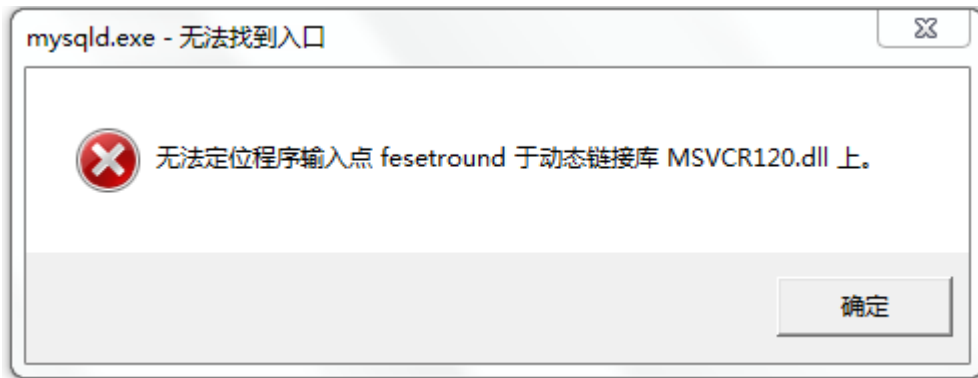 mysqld.exe - 无法找到入口
无法定位程序输入点 fesetround 于动态链接库 MSVCR120.dll 上。
确定